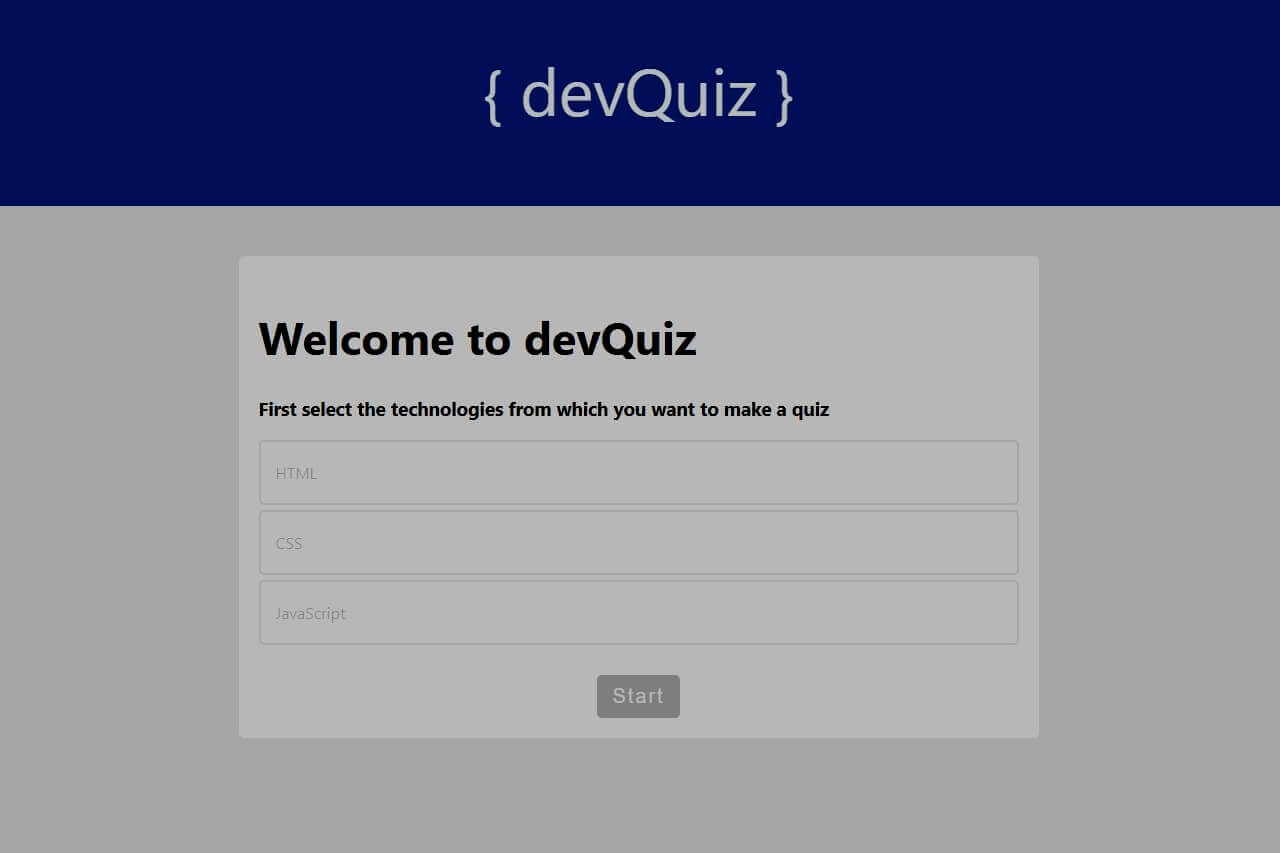 { devQuiz }
Welcome to devQuiz
First select the technologies from which you want to make a quiz
HTML
CSS
JavaScript
Start